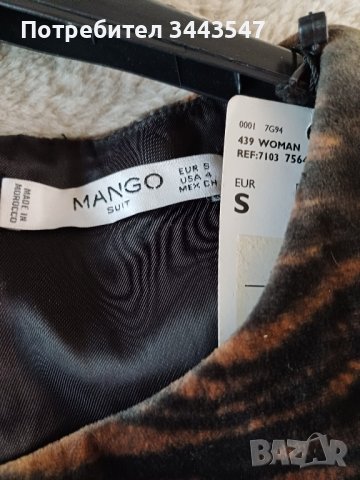 Потребител 3443547
0001 7G94
439 WOMAN
REF:7103 7564
EUR
S
MADE IN
MOROCCO
MANGO
SUIT
EUR S
USA 4
MEX CH
BAZAR